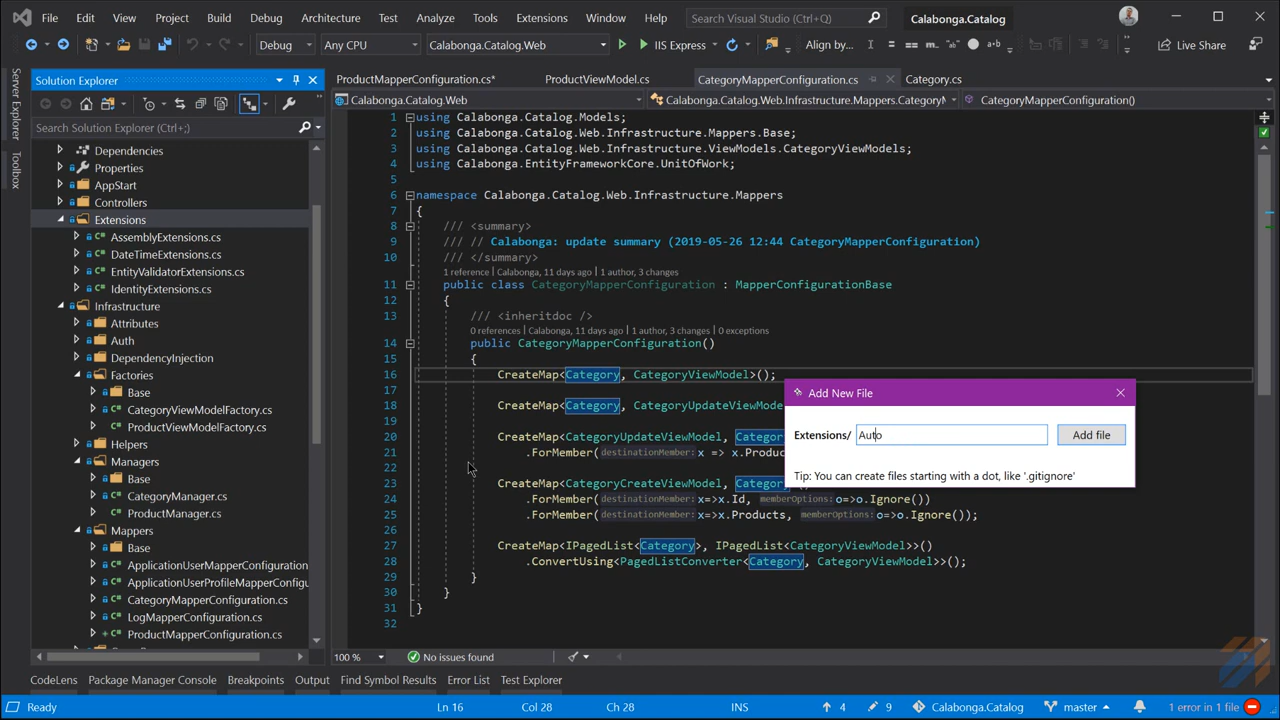 File Edit View Project Build Debug Architecture Test Analyze Tools Extensions Window Help Search Visual Studio (Ctrl+Q) Calabonga.Catalog
Debug Any CPU Calabonga.Catalog.Web IIS Express Align by... Live Share
Server Explorer
Toolbox
Solution Explorer
Search Solution Explorer (Ctrl+;)
Dependencies
Properties
AppStart
Controllers
Extensions
AssemblyExtensions.cs
DateTimeExtensions.cs
EntityValidatorExtensions.cs
IdentityExtensions.cs
Infrastructure
Attributes
Auth
DependencyInjection
Factories
Base
CategoryViewModelFactory.cs
ProductViewModelFactory.cs
Helpers
Managers
Base
CategoryManager.cs
ProductManager.cs
Mappers
Base
ApplicationUserMapperConfiguration
ApplicationUserProfileMapperConfigu
CategoryMapperConfiguration.cs
LogMapperConfiguration.cs
ProductMapperConfiguration.cs
ProductMapperConfiguration.cs* ProductViewModel.cs CategoryMapperConfiguration.cs Category.cs
Calabonga.Catalog.Web Calabonga.Catalog.Web.Infrastructure.Mappers.CategoryM CategoryMapperConfiguration()
1 using Calabonga.Catalog.Models;
2 using Calabonga.Catalog.Web.Infrastructure.Mappers.Base;
3 using Calabonga.Catalog.Web.Infrastructure.ViewModels.CategoryViewModels;
4 using Calabonga.EntityFrameworkCore.UnitOfWork;
5
6 namespace Calabonga.Catalog.Web.Infrastructure.Mappers
7 {
8 /// <summary>
9 /// // Calabonga: update summary (2019-05-26 12:44 CategoryMapperConfiguration)
10 /// </summary>
1 reference | Calabonga, 11 days ago | 1 author, 3 changes
11 public class CategoryMapperConfiguration : MapperConfigurationBase
12 {
13 /// <inheritdoc />
0 references | Calabonga, 11 days ago | 1 author, 3 changes | 0 exceptions
14 public CategoryMapperConfiguration()
15 {
16 CreateMap<Category, CategoryViewModel>();
17
18 CreateMap<Category, CategoryUpdateViewMode
19
20 CreateMap<CategoryUpdateViewModel, Categor
21 .ForMember(destinationMember: x => x.Produc
22
23 CreateMap<CategoryCreateViewModel, Category
24 .ForMember(destinationMember: x=>x.Id, memberOptions: o=>o.Ignore())
25 .ForMember(destinationMember: x=>x.Products, memberOptions: o=>o.Ignore());
26
27 CreateMap<IPagedList<Category>, IPagedList<CategoryViewModel>>()
28 .ConvertUsing<PagedListConverter<Category, CategoryViewModel>>();
29 }
30 }
31 }
32
Add New File
Extensions/ Auto Add file
Tip: You can create files starting with a dot, like '.gitignore'
100 % No issues found
CodeLens Package Manager Console Breakpoints Output Find Symbol Results Error List Test Explorer
Ready Ln 16 Col 28 Ch 28 INS 4 9 Calabonga.Catalog master 1 error in 1 file